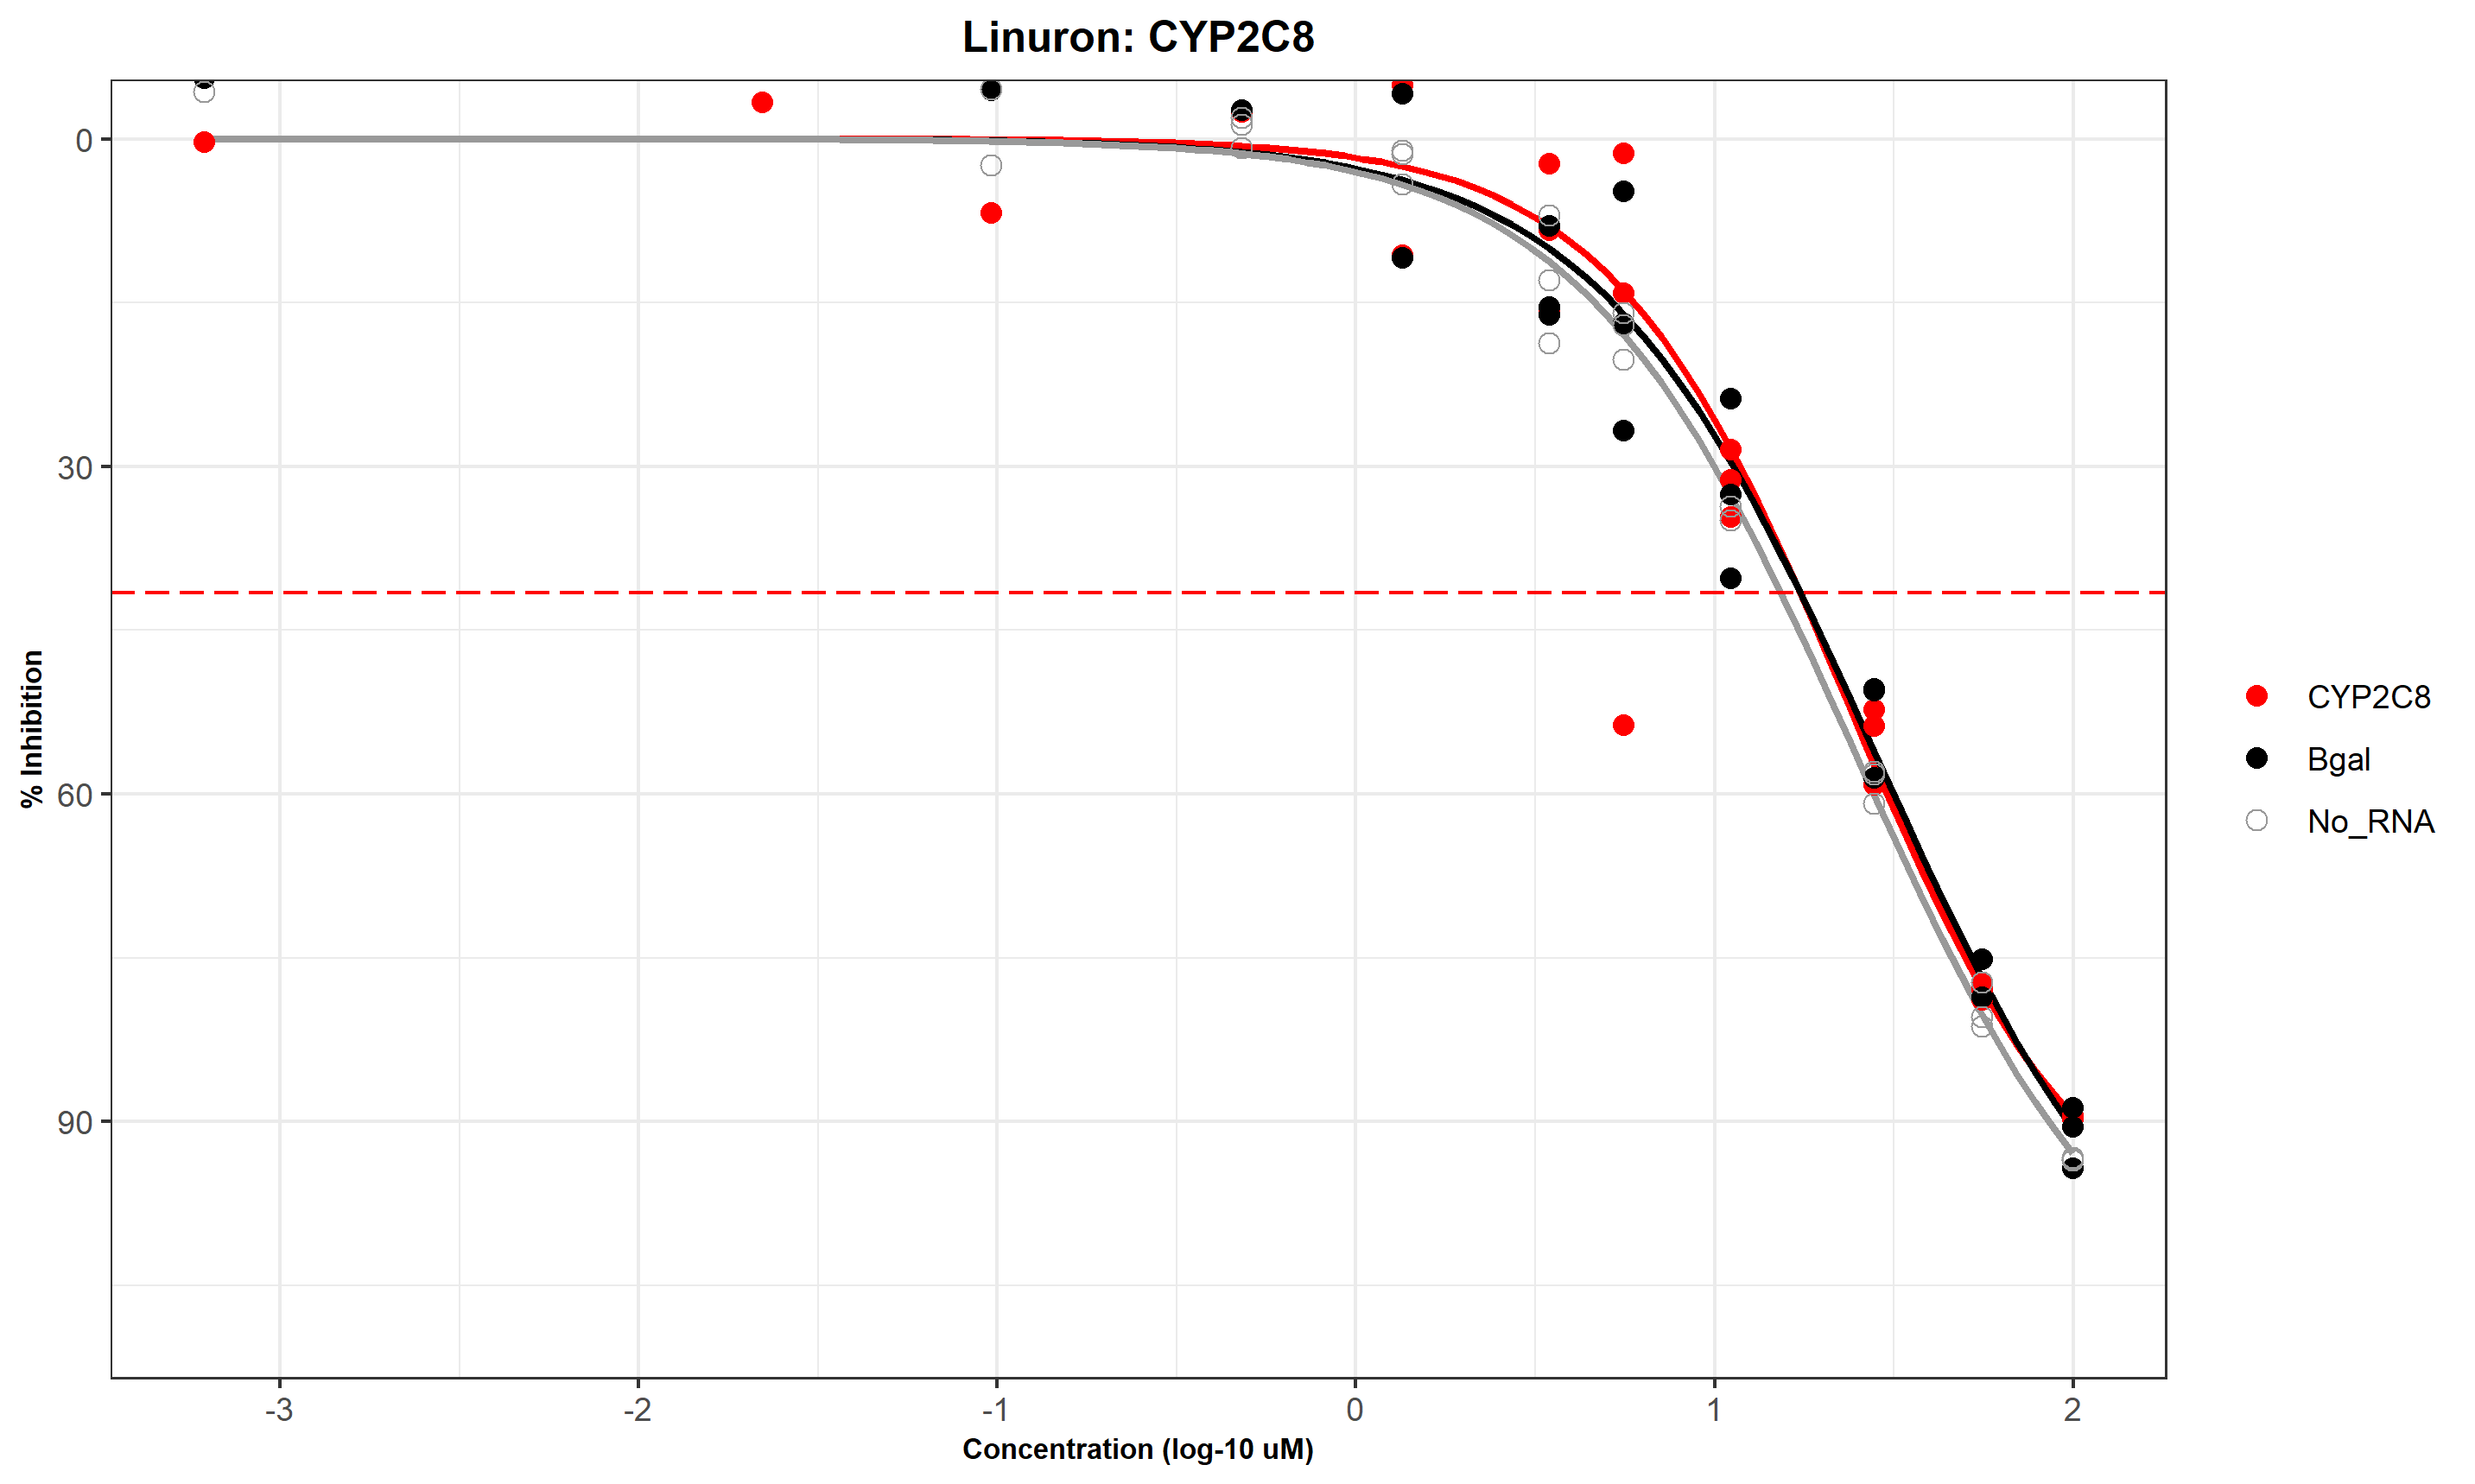 Linuron: CYP2C8
0
30
60
90
% Inhibition
-3
-2
-1
0
1
2
Concentration (log-10 uM)
CYP2C8
Bgal
No_RNA